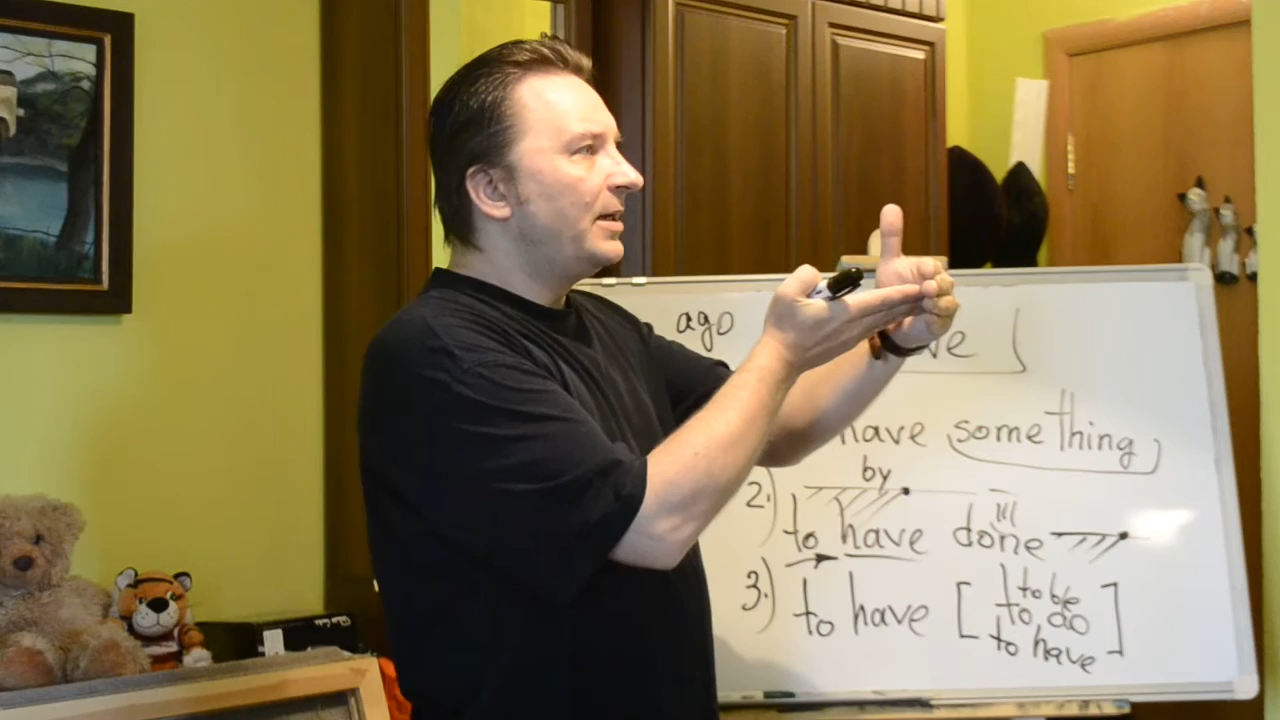 ago
have something
by
2.) to have done
3.) to have [ to be
to do
to have ]